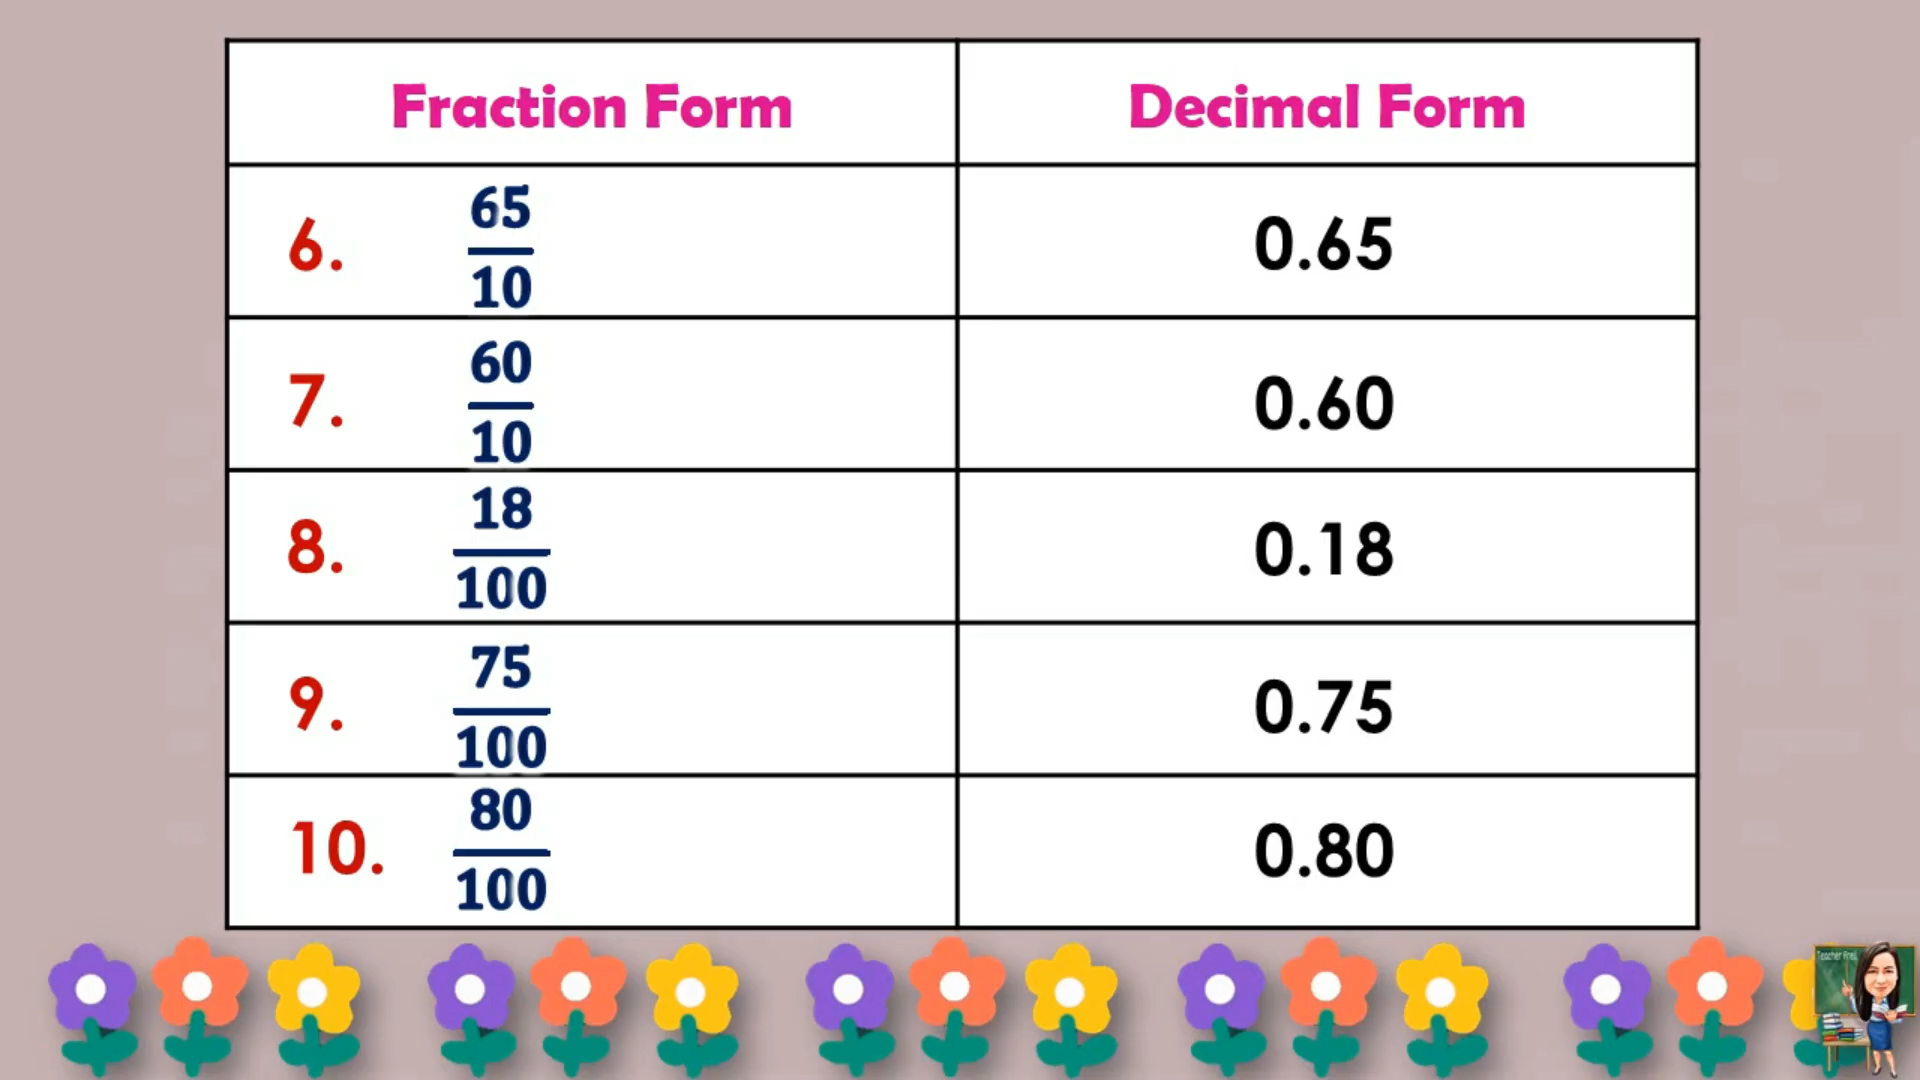 Fraction Form Decimal Form
6. 65/10 0.65
7. 60/10 0.60
8. 18/100 0.18
9. 75/100 0.75
10. 80/100 0.80